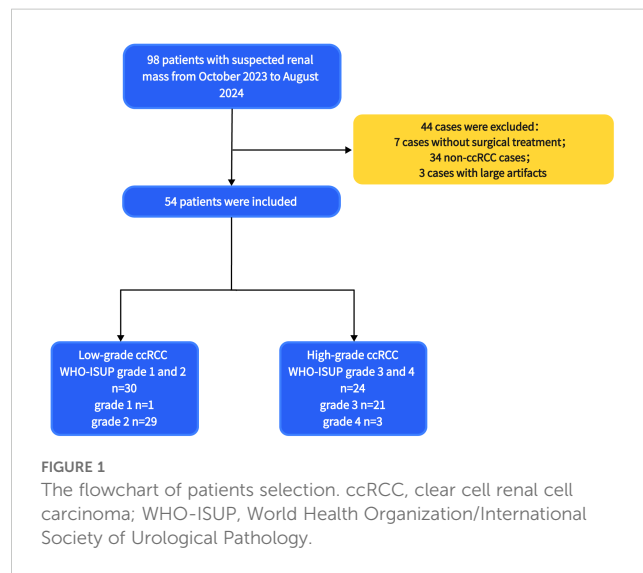 98 patients with suspected renal
mass from October 2023 to August
2024
44 cases were excluded:
7 cases without surgical treatment;
34 non-ccRCC cases;
3 cases with large artifacts
54 patients were included
Low-grade ccRCC
WHO-ISUP grade 1 and 2
n=30
grade 1 n=1
grade 2 n=29
High-grade ccRCC
WHO-ISUP grade 3 and 4
n=24
grade 3 n=21
grade 4 n=3
FIGURE 1
The flowchart of patients selection. ccRCC, clear cell renal cell
carcinoma; WHO-ISUP, World Health Organization/International
Society of Urological Pathology.